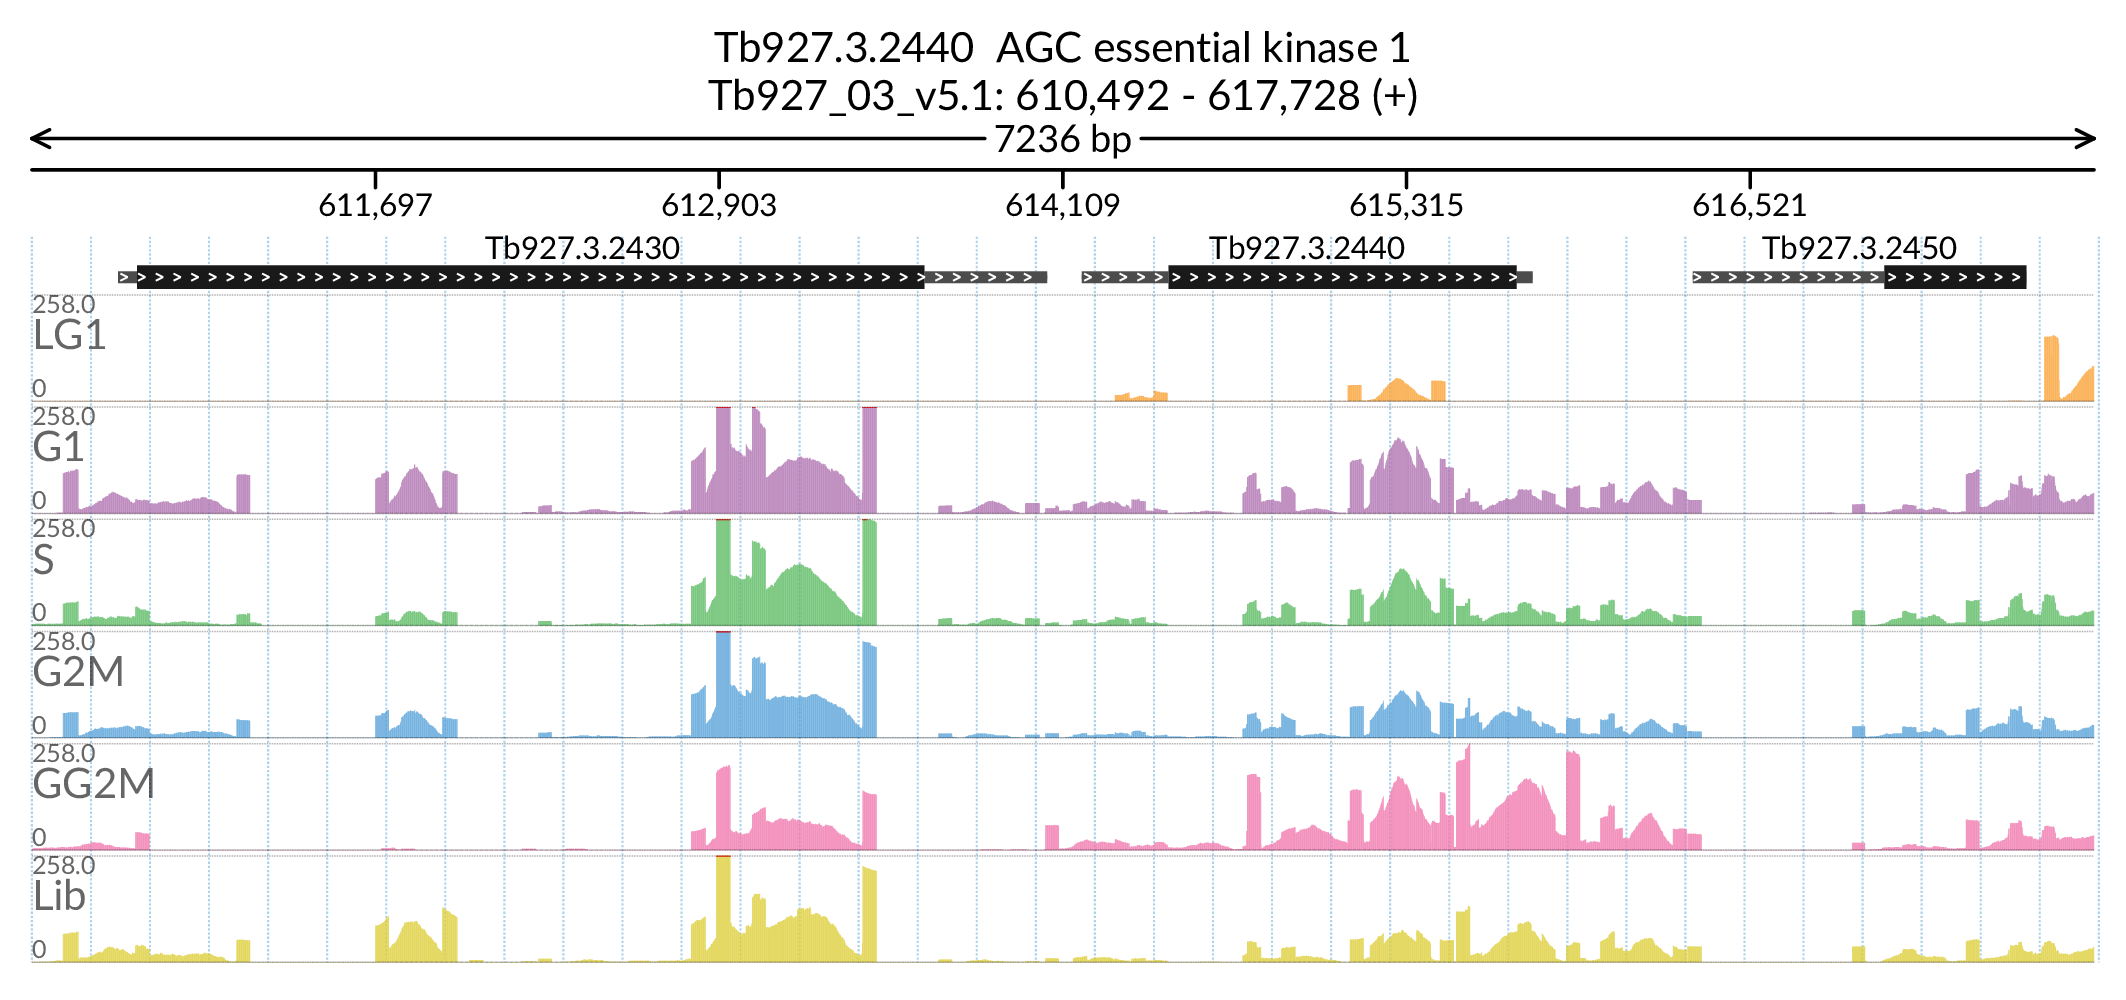 Tb927.3.2440 AGC essential kinase 1
Tb927_03_v5.1: 610,492 - 617,728 (+)
7236 bp
611,697 612,903 614,109 615,315 616,521
Tb927.3.2430 Tb927.3.2440 Tb927.3.2450
258.0
LG1
0
258.0
G1
0
258.0
S
0
258.0
G2M
0
258.0
GG2M
0
258.0
Lib
0